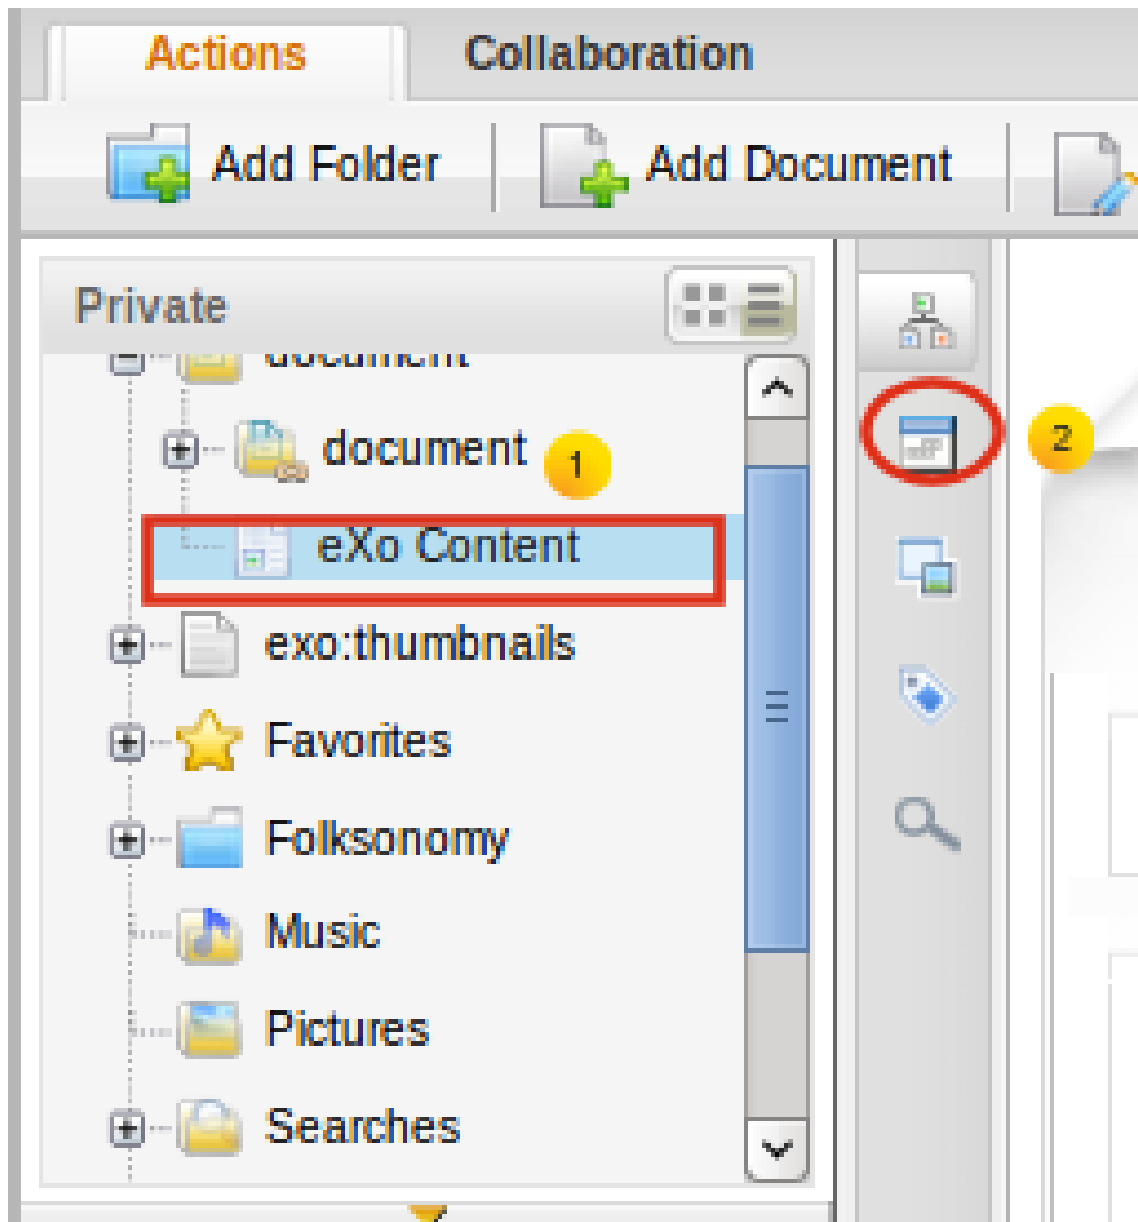 Actions Collaboration
Add Folder Add Document
Private
document
document 1
2
eXo Content
exo:thumbnails
Favorites
Folksonomy
Music
Pictures
Searches